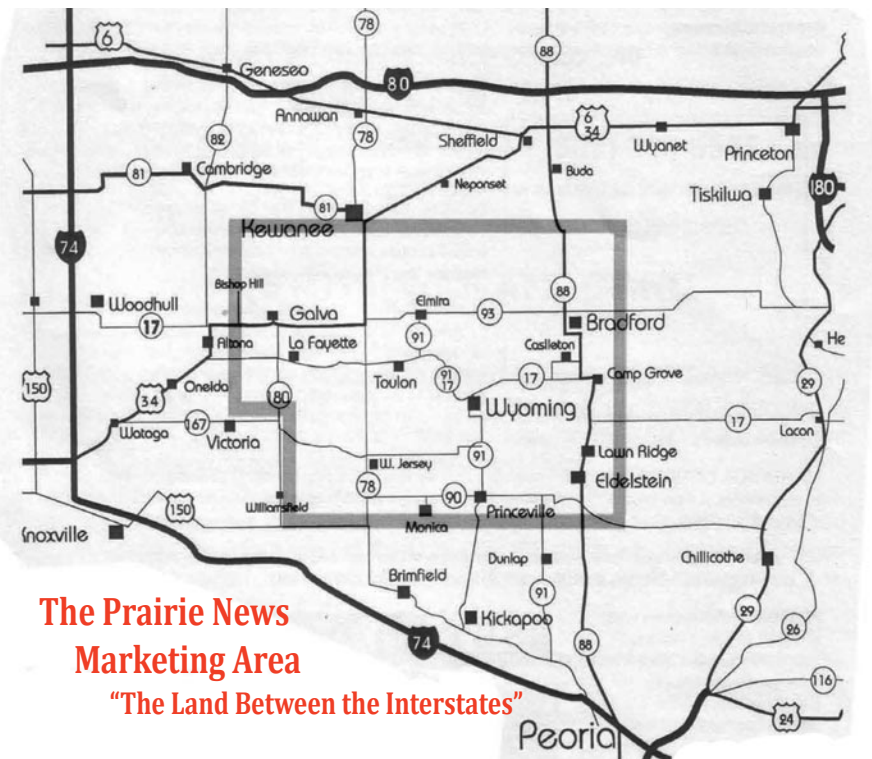 6
78
88
Geneseo
80
Annawan
78
6
34
82
Sheffield
Wyanet
Princeton
Cambridge
81
Buda
Neponset
Tiskilwa
180
81
Kewanee
74
Bishop Hill
88
Woodhull
Galva
Elmira
93
17
Bradford
Altona
La Fayette
91
Castleton
He
150
Toulon
91
17
17
Camp Grove
29
34
Oneida
180
Wyoming
Wataga
167
Victoria
17
Lacon
91
Lawn Ridge
W. Jersey
78
Edelstein
90
Williamsfield
150
Princeville
Monica
noxville
Dunlap
Chillicothe
Brimfield
91
29
26
Kickapoo
74
88
116
24
Peoria
The Prairie News
Marketing Area
“The Land Between the Interstates”